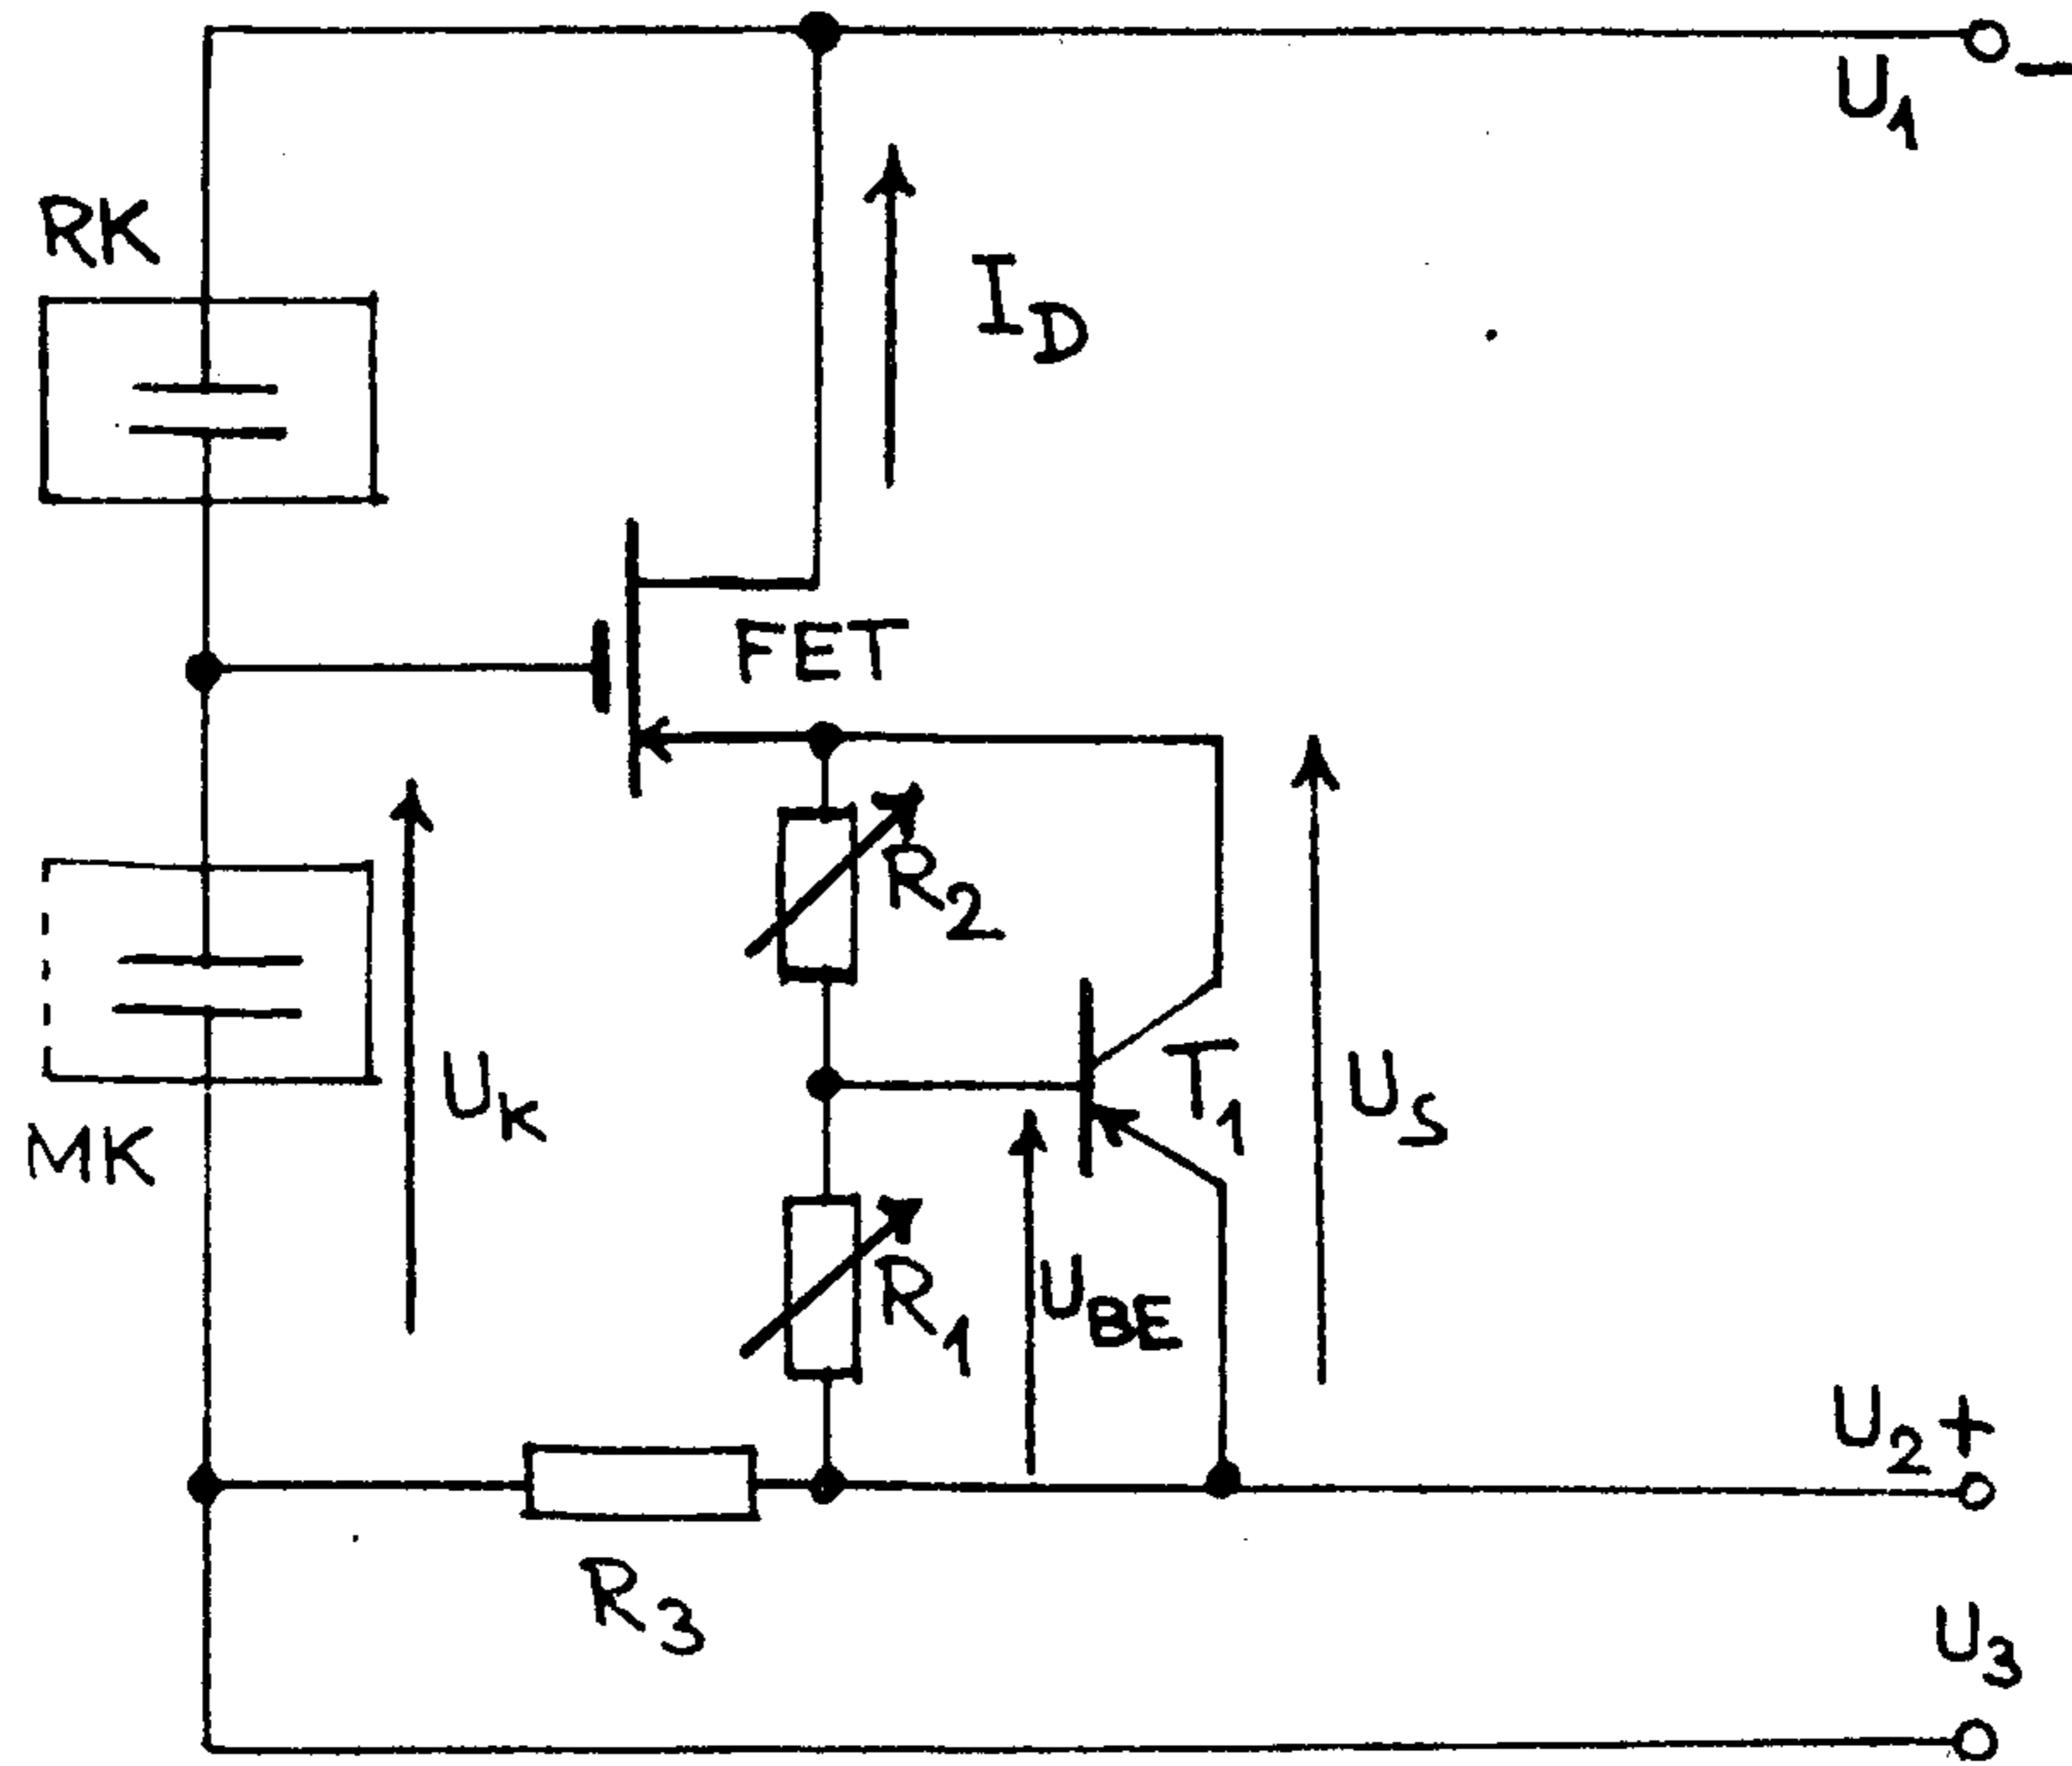 U1 −
RK
ID
FET
R2
UK
T1
US
MK
UBE
R1
U2 +
R3
U3